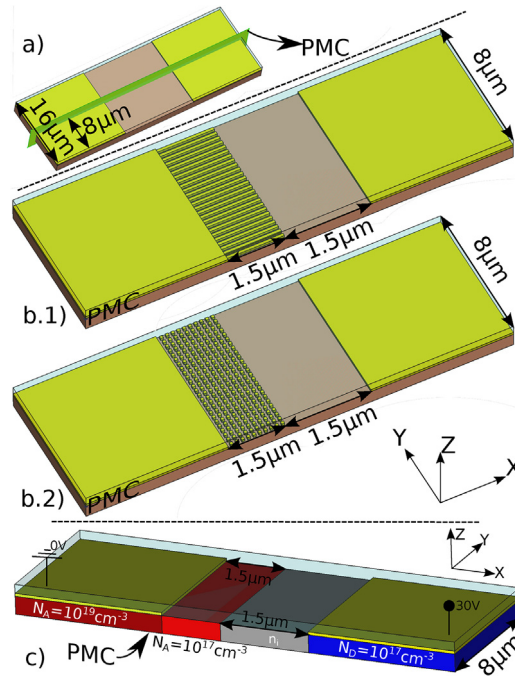 a)
PMC
16μm
8μm
8μm
1.5μm
1.5μm
PMC
b.1)
8μm
1.5μm
1.5μm
PMC
b.2)
Y
Z
X
0V
1.5μm
Z
Y
X
30V
N_A=10^19cm^-3
1.5μm
N_A=10^17cm^-3
n_i
N_D=10^17cm^-3
8μm
c)
PMC